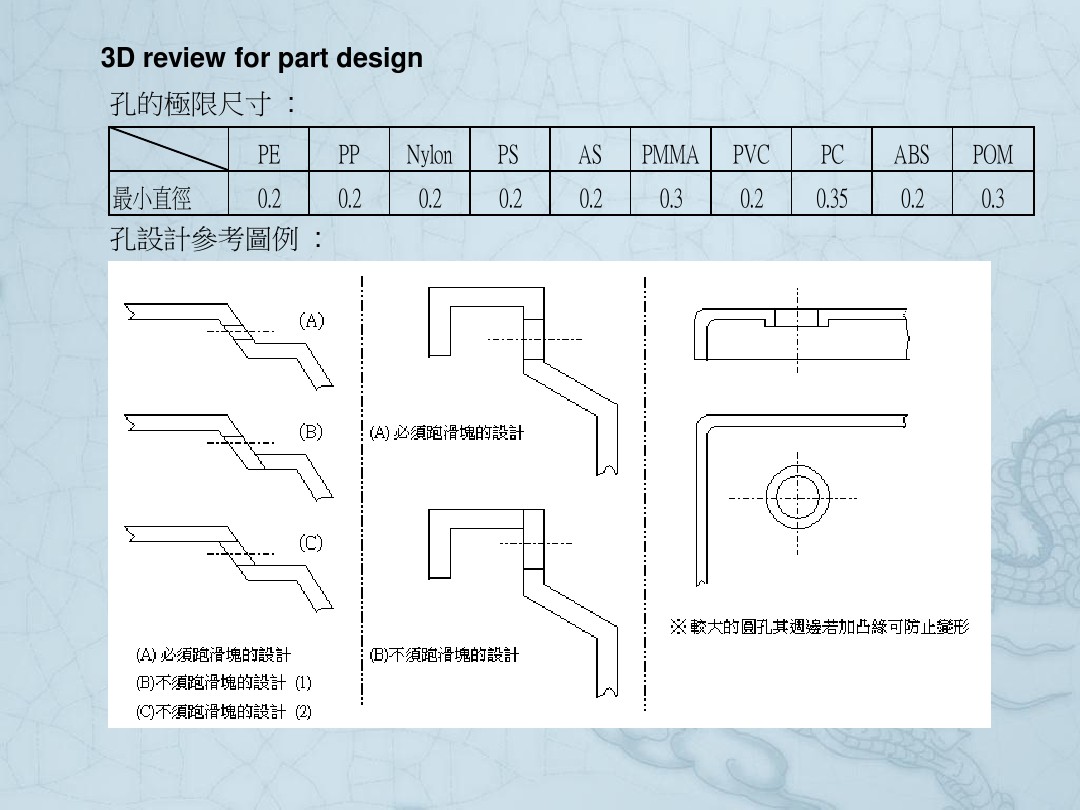 3D review for part design
孔的極限尺寸 :
PE PP Nylon PS AS PMMA PVC PC ABS POM
最小直徑 0.2 0.2 0.2 0.2 0.2 0.3 0.2 0.35 0.2 0.3
孔設計參考圖例 :
(A)
(B)
(C)
(A) 必須跑滑塊的設計
(B)不須跑滑塊的設計 (1)
(C)不須跑滑塊的設計 (2)
(A) 必須跑滑塊的設計
(B)不須跑滑塊的設計
※ 較大的圓孔其週邊若加凸緣可防止變形